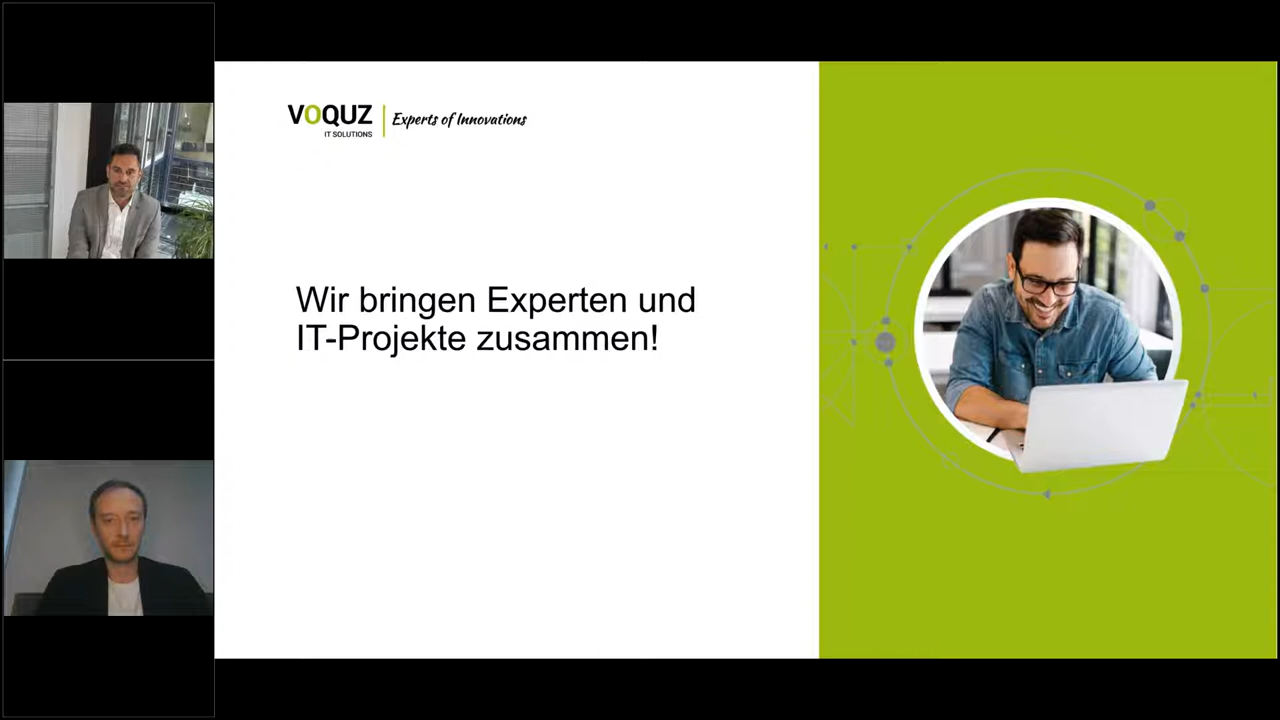 VOQUZ
IT SOLUTIONS
Experts of Innovations
Wir bringen Experten und
IT-Projekte zusammen!